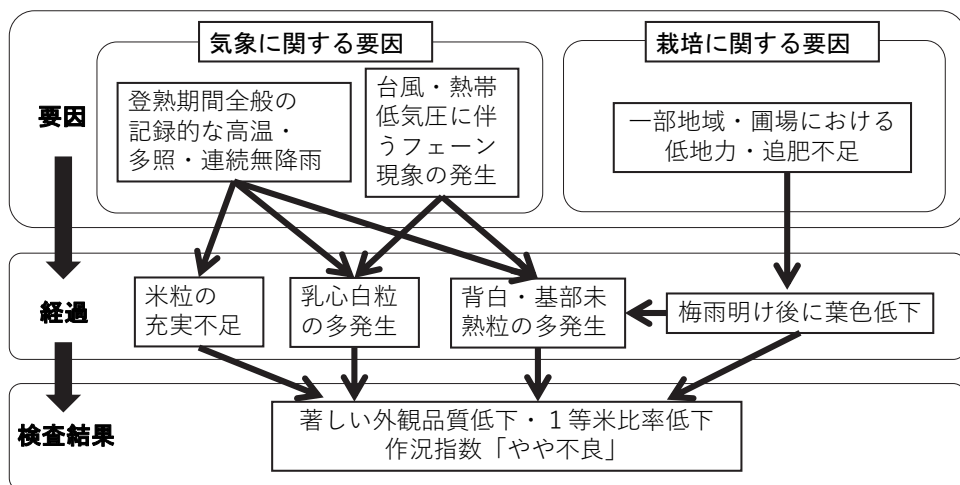 気象に関する要因
栽培に関する要因
要因
登熟期間全般の
記録的な高温・
多照・連続無降雨
台風・熱帯
低気圧に伴
うフェーン
現象の発生
一部地域・圃場における
低地力・追肥不足
経過
米粒の
充実不足
乳心白粒
の多発生
背白・基部未
熟粒の多発生
梅雨明け後に葉色低下
検査結果
著しい外観品質低下・１等米比率低下
作況指数「やや不良」